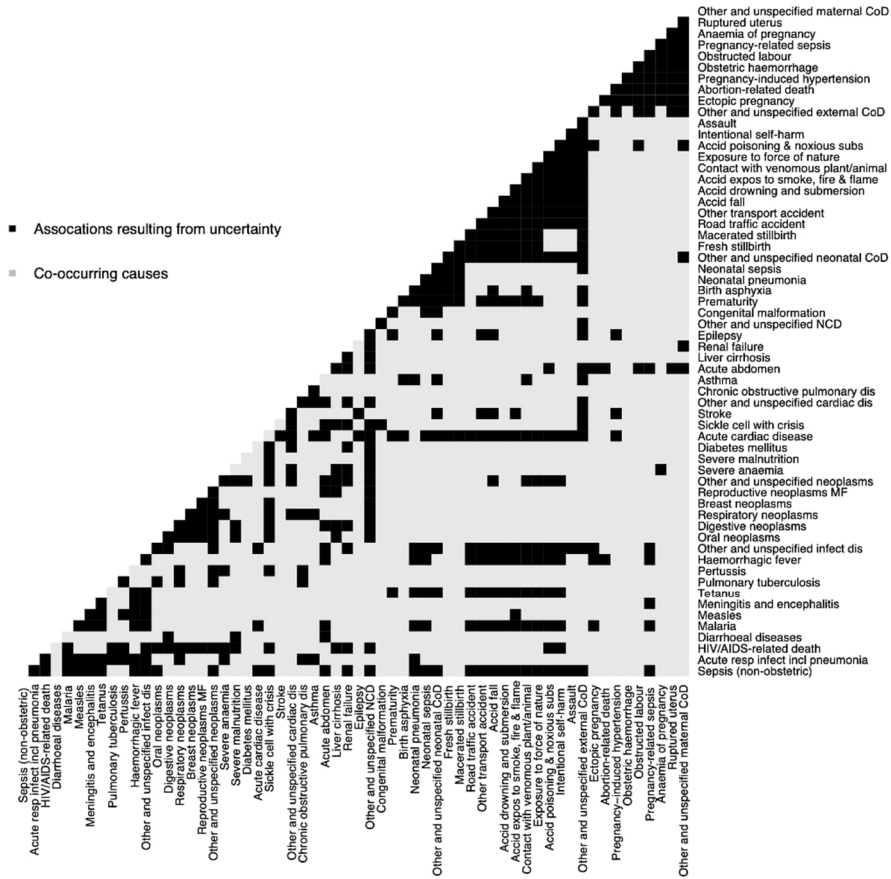 Other and unspecified maternal CoD
Ruptured uterus
Anaemia of pregnancy
Pregnancy-related sepsis
Obstructed labour
Obstetric haemorrhage
Pregnancy-induced hypertension
Abortion-related death
Ectopic pregnancy
Other and unspecified external CoD
Assault
Intentional self-harm
Accid poisoning & noxious subs
Exposure to force of nature
Contact with venomous plant/animal
Accid expos to smoke, fire & flame
Accid drowning and submersion
Accid fall
Other transport accident
Road traffic accident
Macerated stillbirth
Fresh stillbirth
Other and unspecified neonatal CoD
Neonatal sepsis
Neonatal pneumonia
Birth asphyxia
Prematurity
Congenital malformation
Other and unspecified NCD
Epilepsy
Renal failure
Liver cirrhosis
Acute abdomen
Asthma
Chronic obstructive pulmonary dis
Other and unspecified cardiac dis
Stroke
Sickle cell with crisis
Acute cardiac disease
Diabetes mellitus
Severe malnutrition
Severe anaemia
Other and unspecified neoplasms
Reproductive neoplasms MF
Breast neoplasms
Respiratory neoplasms
Digestive neoplasms
Oral neoplasms
Other and unspecified infect dis
Haemorrhagic fever
Pertussis
Pulmonary tuberculosis
Tetanus
Meningitis and encephalitis
Measles
Malaria
Diarrhoeal diseases
HIV/AIDS-related death
Acute resp infect incl pneumonia
Sepsis (non-obstetric)
Assocations resulting from uncertainty
Co-occurring causes
Sepsis (non-obstetric)
Acute resp infect incl pneumonia
HIV/AIDS-related death
Diarrhoeal diseases
Malaria
Measles
Meningitis and encephalitis
Tetanus
Pulmonary tuberculosis
Pertussis
Haemorrhagic fever
Other and unspecified infect dis
Oral neoplasms
Digestive neoplasms
Respiratory neoplasms
Breast neoplasms
Reproductive neoplasms MF
Other and unspecified neoplasms
Severe anaemia
Severe malnutrition
Diabetes mellitus
Acute cardiac disease
Sickle cell with crisis
Stroke
Other and unspecified cardiac dis
Chronic obstructive pulmonary dis
Asthma
Acute abdomen
Liver cirrhosis
Renal failure
Epilepsy
Other and unspecified NCD
Congenital malformation
Prematurity
Birth asphyxia
Neonatal pneumonia
Neonatal sepsis
Other and unspecified neonatal CoD
Fresh stillbirth
Macerated stillbirth
Road traffic accident
Other transport accident
Accid fall
Accid drowning and submersion
Accid expos to smoke, fire & flame
Contact with venomous plant/animal
Exposure to force of nature
Accid poisoning & noxious subs
Intentional self-harm
Assault
Other and unspecified external CoD
Ectopic pregnancy
Abortion-related death
Pregnancy-induced hypertension
Obstetric haemorrhage
Obstructed labour
Pregnancy-related sepsis
Anaemia of pregnancy
Ruptured uterus
Other and unspecified maternal CoD